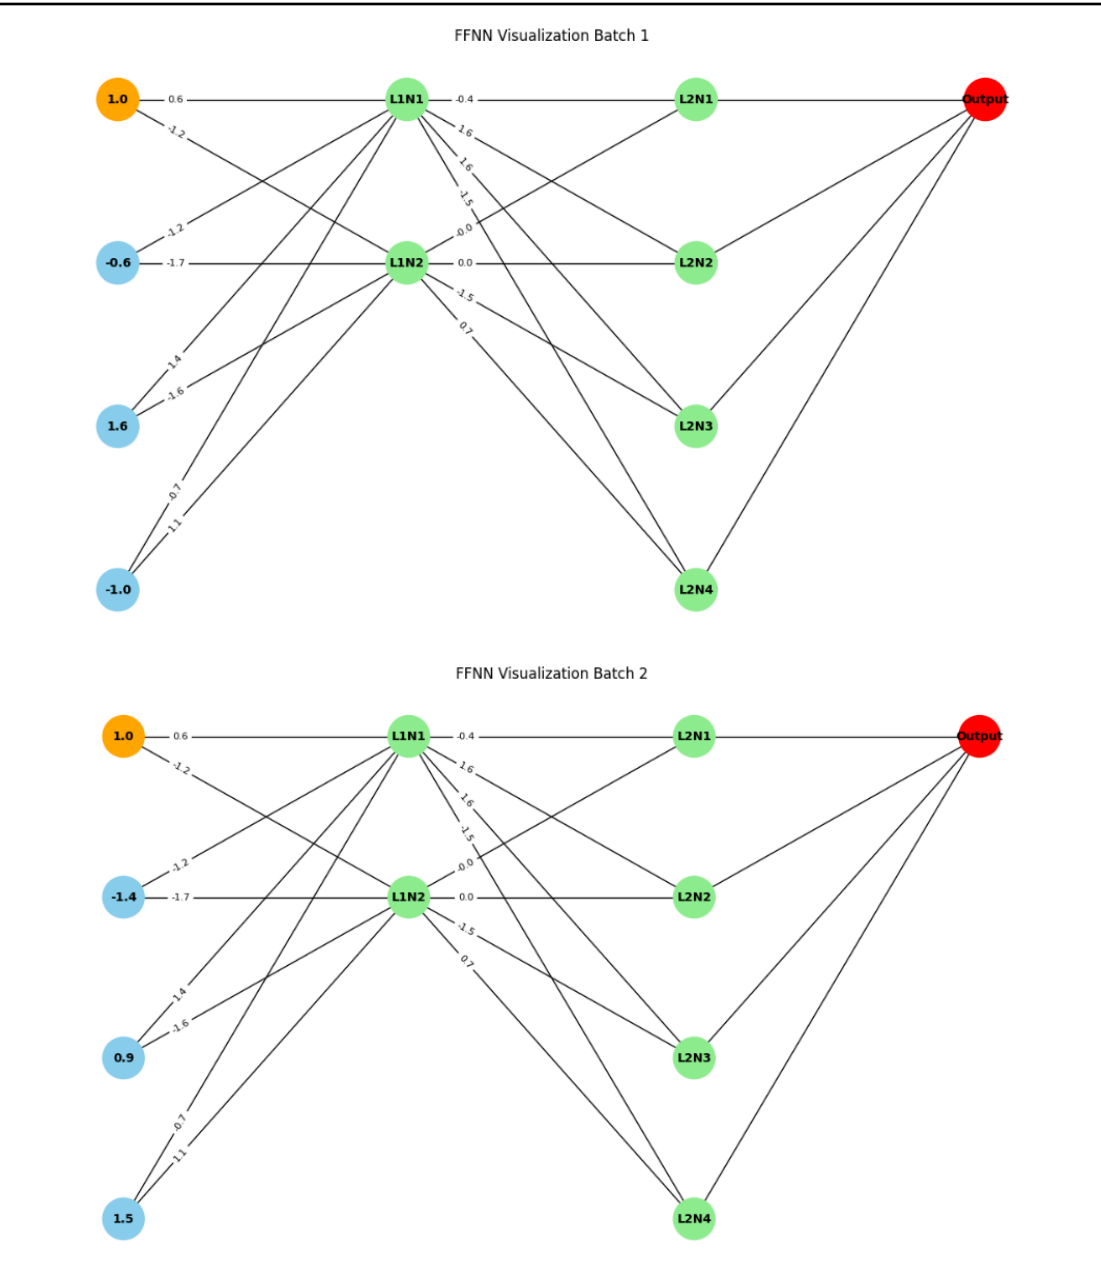 FFNN Visualization Batch 1
1.0 0.6 L1N1 -0.4 L2N1 Output
-1.2 1.6
1.6
-1.5
-1.2 -0.0
-0.6 -1.7 L1N2 0.0 L2N2
-1.5
0.7
1.4
-1.6
1.6 L2N3
-0.7
1.1
-1.0 L2N4
FFNN Visualization Batch 2
1.0 0.6 L1N1 -0.4 L2N1 Output
-1.2 1.6
1.6
-1.5
-1.2 -0.0
-1.4 -1.7 L1N2 0.0 L2N2
-1.5
0.7
1.4
-1.6
0.9 L2N3
-0.7
1.1
1.5 L2N4